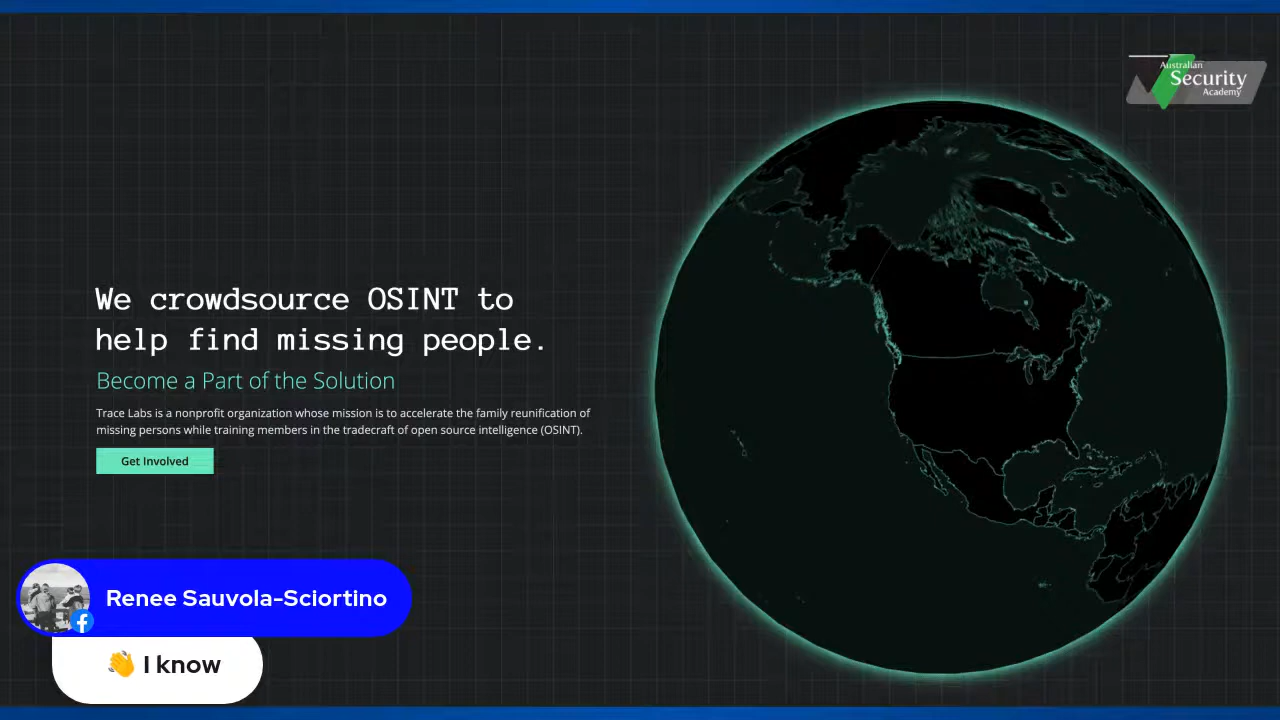 Australian
Security
Academy
We crowdsource OSINT to
help find missing people.
Become a Part of the Solution
Trace Labs is a nonprofit organization whose mission is to accelerate the family reunification of
missing persons while training members in the tradecraft of open source intelligence (OSINT).
Get Involved
Renee Sauvola-Sciortino
👋 I know